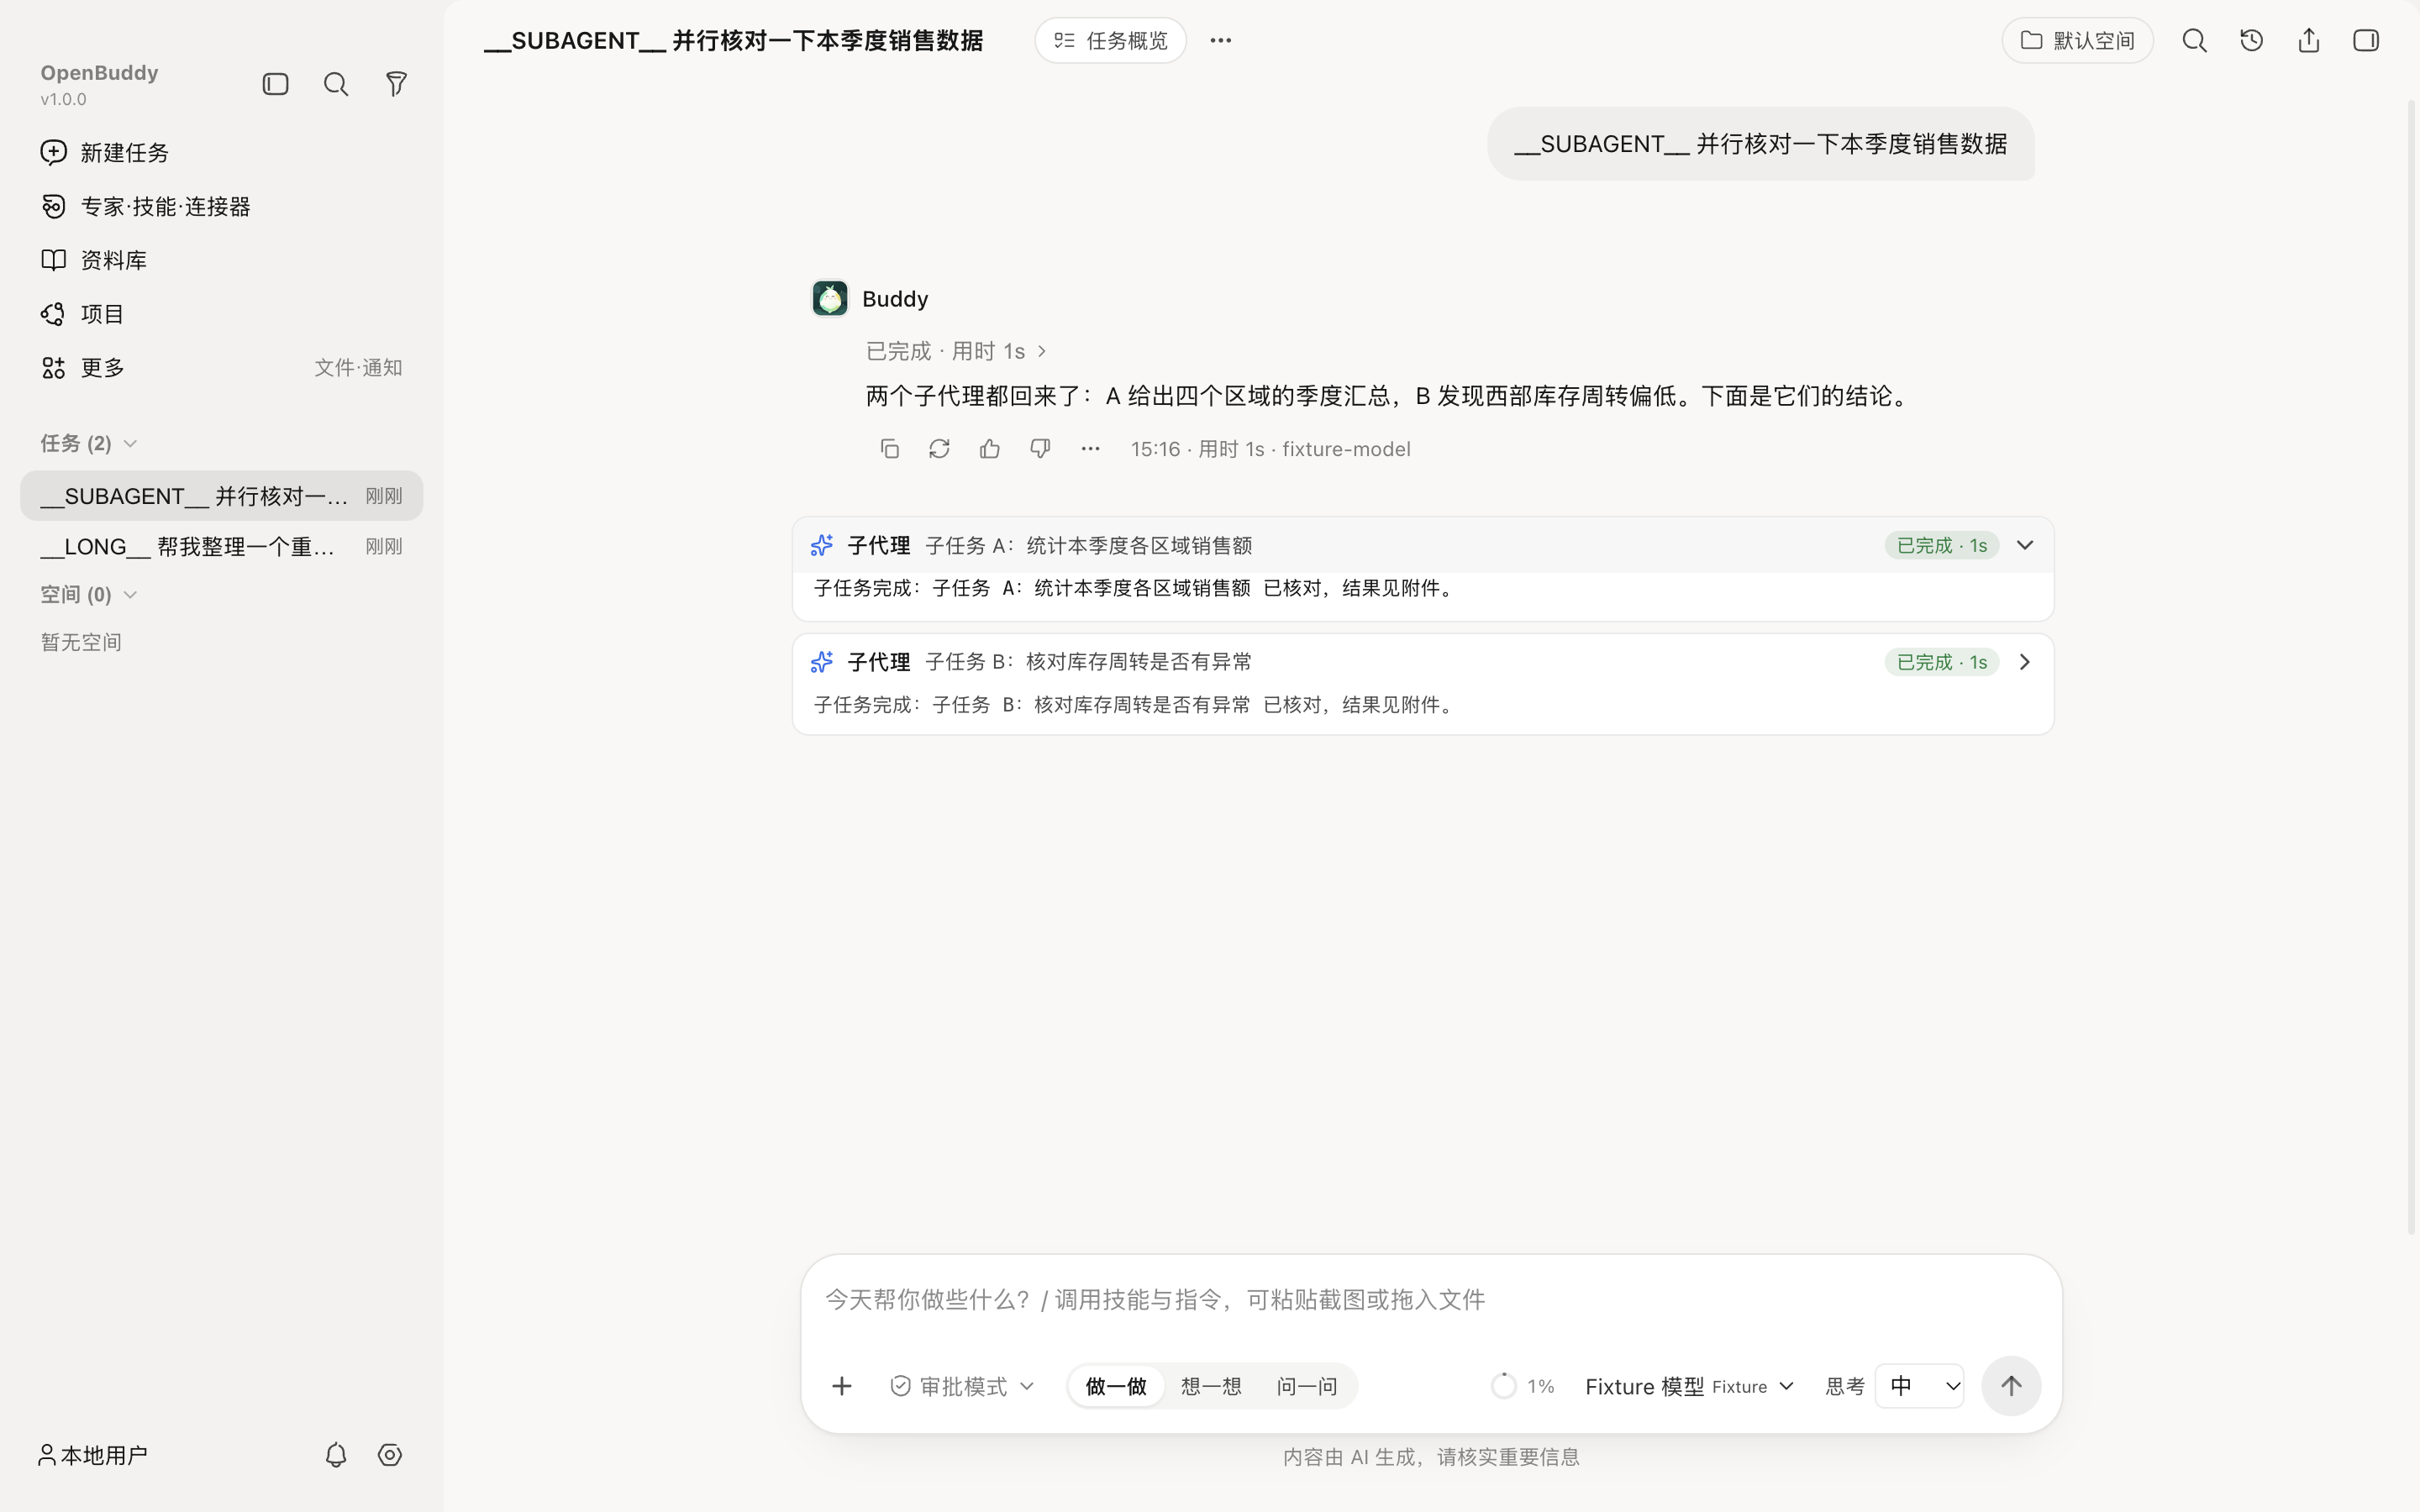 OpenBuddy
v1.0.0
新建任务
专家·技能·连接器
资料库
项目
更多 文件·通知
任务 (2)
__SUBAGENT__ 并行核对一… 刚刚
__LONG__ 帮我整理一个重… 刚刚
空间 (0)
暂无空间
本地用户
__SUBAGENT__ 并行核对一下本季度销售数据 任务概览 默认空间
__SUBAGENT__ 并行核对一下本季度销售数据
Buddy
已完成 · 用时 1s
两个子代理都回来了：A 给出四个区域的季度汇总，B 发现西部库存周转偏低。下面是它们的结论。
15:16 · 用时 1s · fixture-model
子代理 子任务 A：统计本季度各区域销售额 已完成 · 1s
子任务完成：子任务 A：统计本季度各区域销售额 已核对，结果见附件。
子代理 子任务 B：核对库存周转是否有异常 已完成 · 1s
子任务完成：子任务 B：核对库存周转是否有异常 已核对，结果见附件。
今天帮你做些什么？/ 调用技能与指令，可粘贴截图或拖入文件
审批模式 做一做 想一想 问一问 1% Fixture 模型 Fixture 思考 中
内容由 AI 生成，请核实重要信息